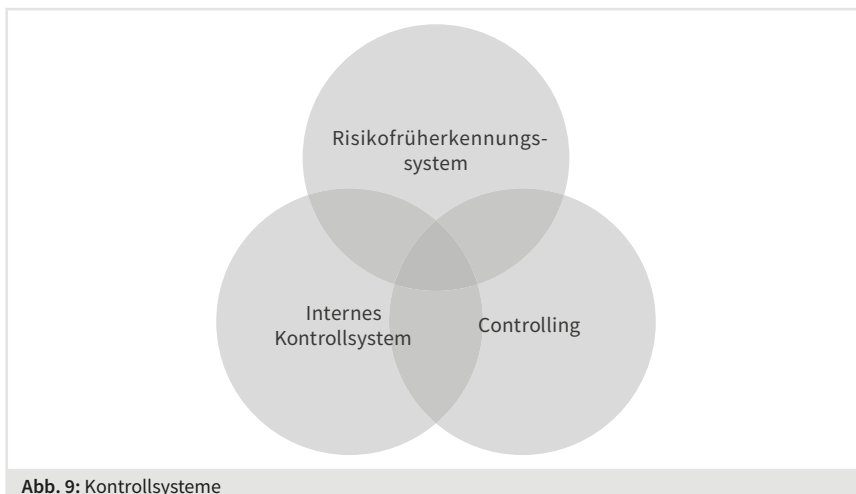 Risikofrüherkennungs-
system
Internes
Kontrollsystem
Controlling
Abb. 9: Kontrollsysteme